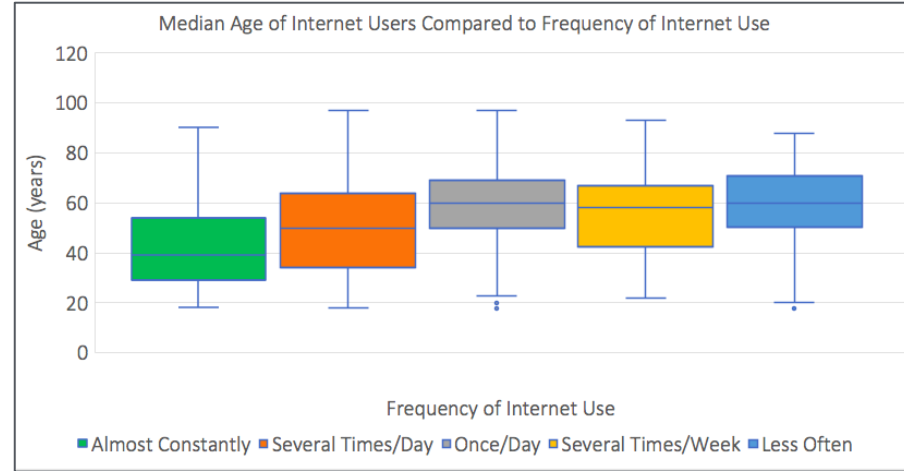 Median Age of Internet Users Compared to Frequency of Internet Use
120
100
80
60
40
20
0
Age (years)
Frequency of Internet Use
Almost Constantly Several Times/Day Once/Day Several Times/Week Less Often